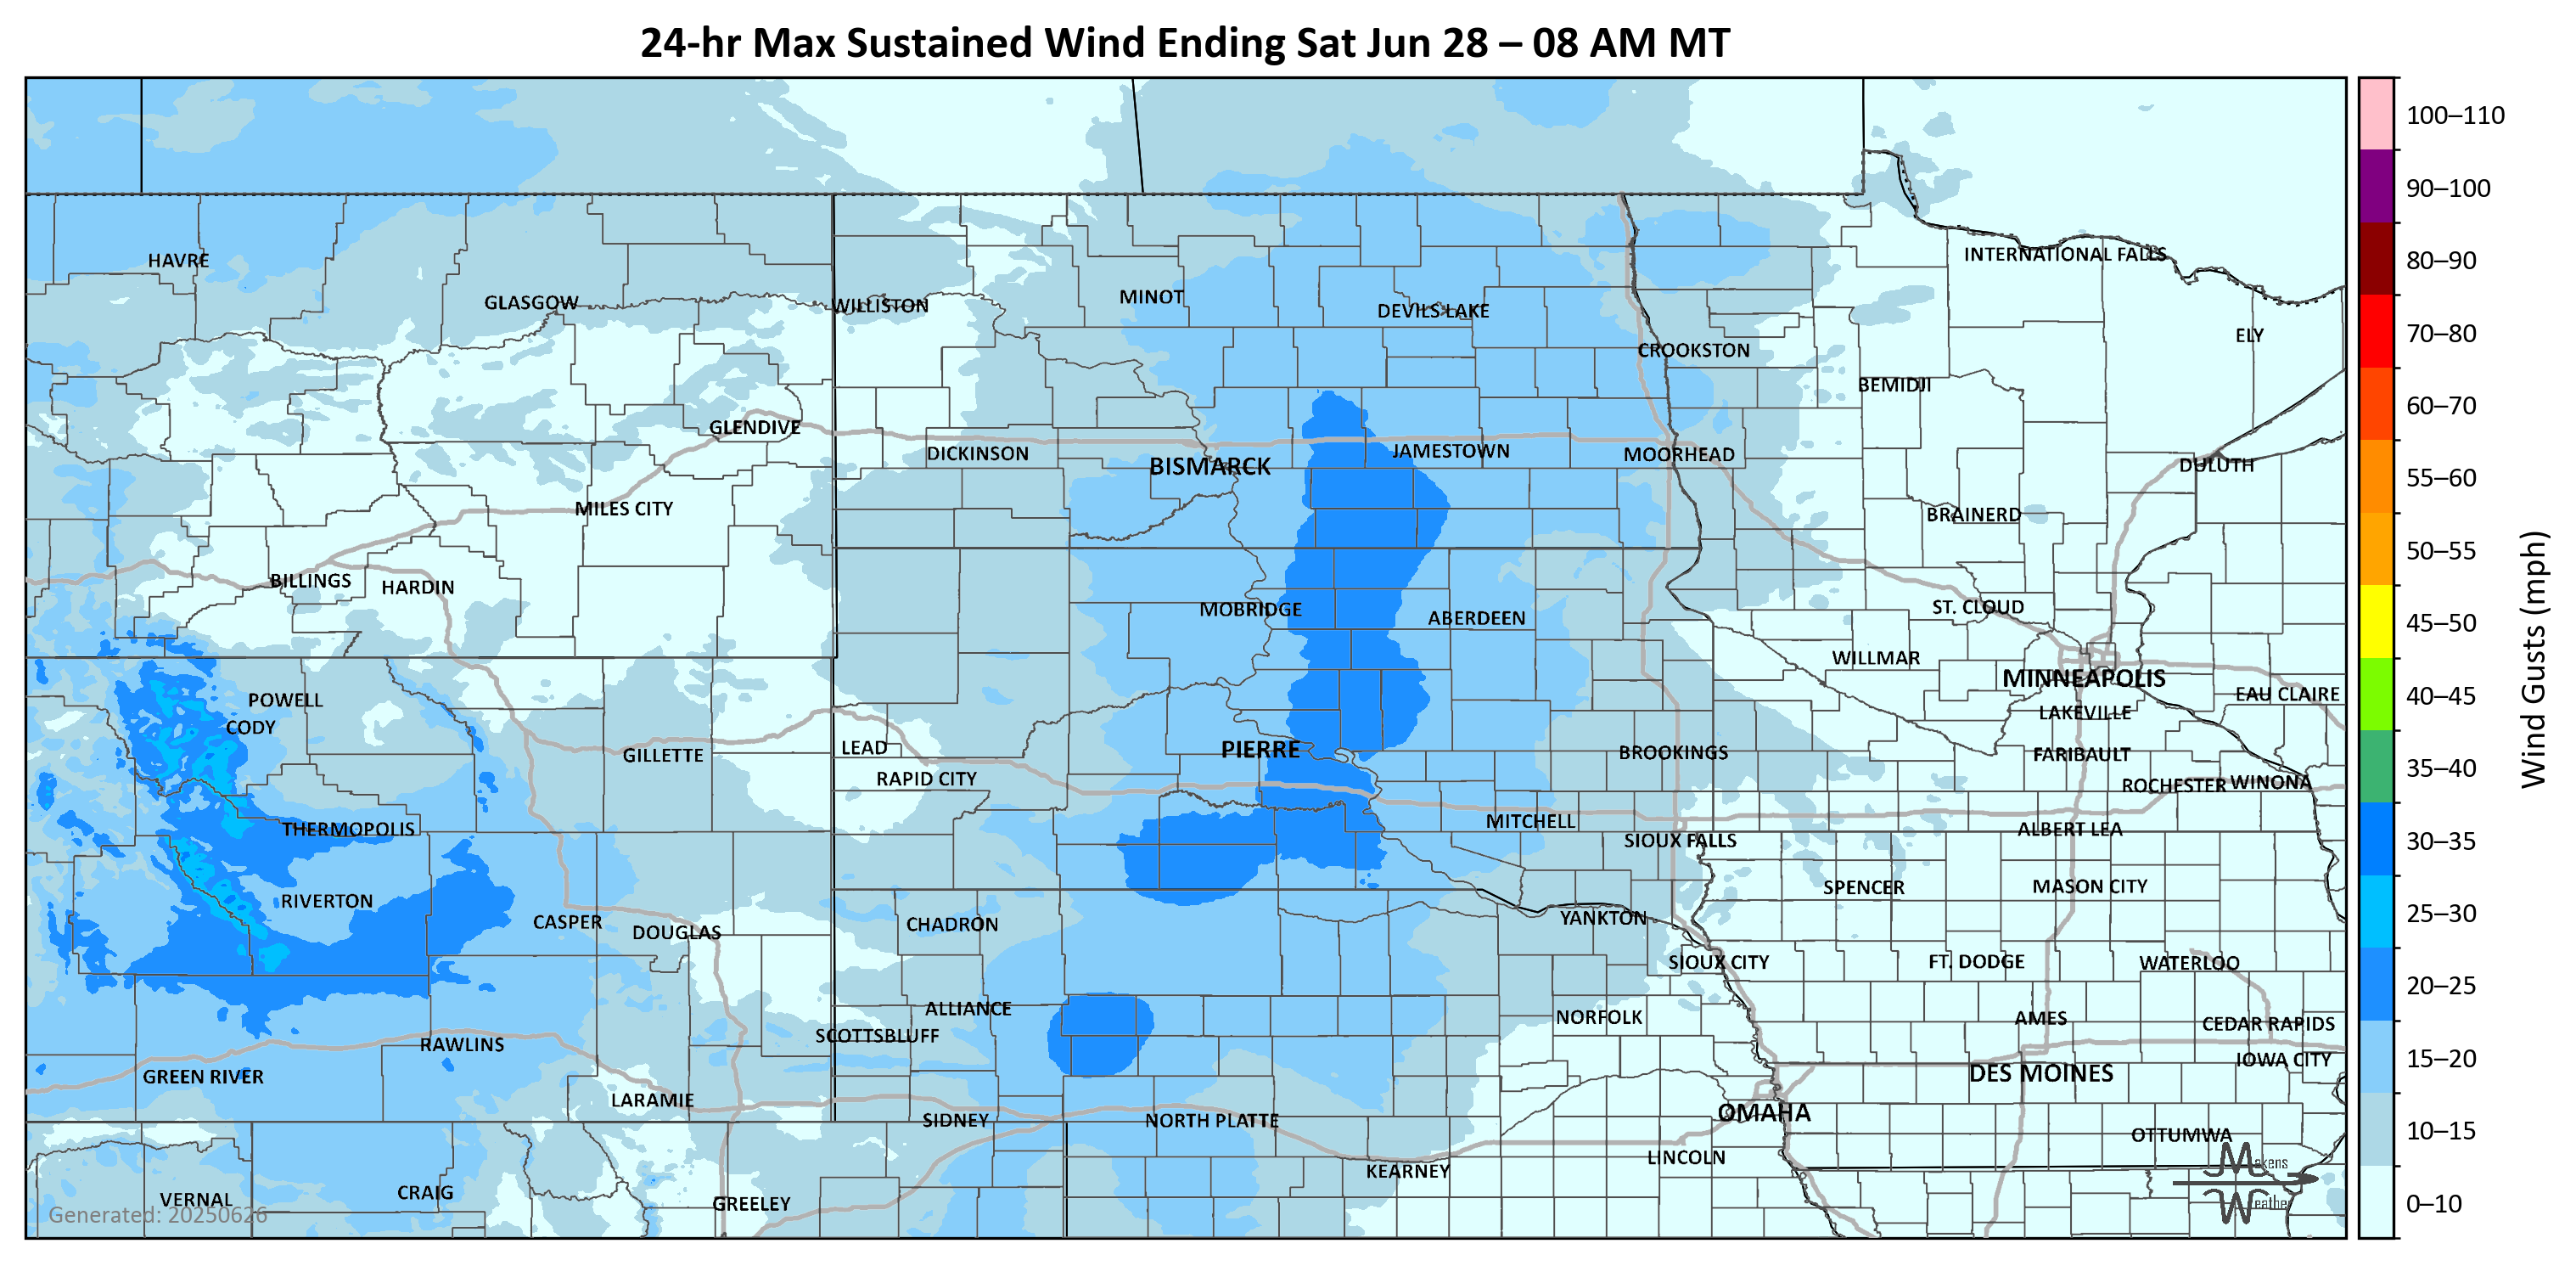 24-hr Max Sustained Wind Ending Sat Jun 28 – 08 AM MT
100–110
90–100
80–90
70–80
60–70
55–60
50–55
45–50
40–45
35–40
30–35
25–30
20–25
15–20
10–15
0–10
Wind Gusts (mph)
INTERNATIONAL FALLS
HAVRE
MINOT
GLASGOW
WILLISTON
DEVILS LAKE
ELY
CROOKSTON
BEMIDJI
GLENDIVE
JAMESTOWN
DICKINSON
MOORHEAD
BISMARCK
DULUTH
MILES CITY
BRAINERD
BILLINGS
HARDIN
ST. CLOUD
MOBRIDGE
ABERDEEN
WILLMAR
MINNEAPOLIS
EAU CLAIRE
POWELL
LAKEVILLE
CODY
LEAD
PIERRE
BROOKINGS
GILLETTE
FARIBAULT
RAPID CITY
WINONA
ROCHESTER
MITCHELL
THERMOPOLIS
ALBERT LEA
SIOUX FALLS
SPENCER
MASON CITY
RIVERTON
YANKTON
CASPER
CHADRON
DOUGLAS
SIOUX CITY
FT. DODGE
WATERLOO
ALLIANCE
NORFOLK
AMES
CEDAR RAPIDS
SCOTTSBLUFF
RAWLINS
IOWA CITY
DES MOINES
GREEN RIVER
LARAMIE
OMAHA
SIDNEY
NORTH PLATTE
OTTUMWA
LINCOLN
KEARNEY
CRAIG
VERNAL
GREELEY
Generated: 20250626
Makens
Weather